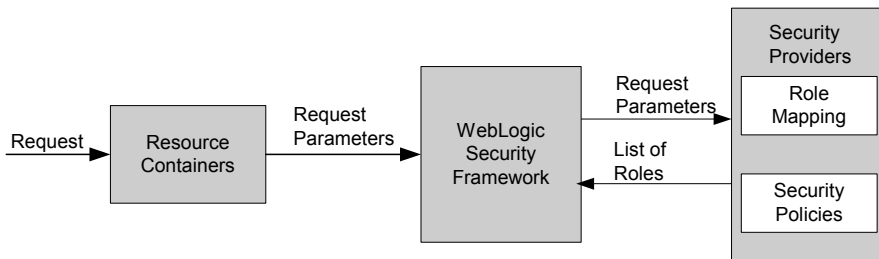 Request
Resource
Containers
Request
Parameters
WebLogic
Security
Framework
Request
Parameters
List of
Roles
Security
Providers
Role
Mapping
Security
Policies